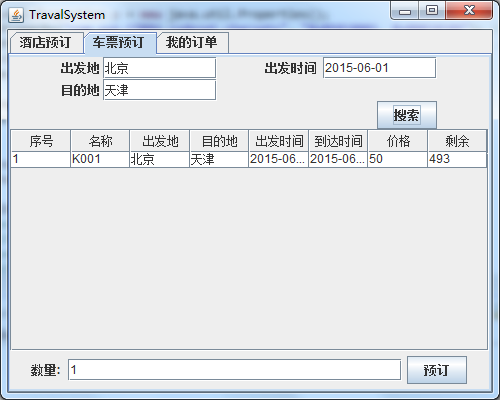 TravalSystem
酒店预订 车票预订 我的订单
出发地 北京 出发时间 2015-06-01
目的地 天津
搜索
序号 名称 出发地 目的地 出发时间 到达时间 价格 剩余
1 K001 北京 天津 2015-06... 2015-06... 50 493
数量: 1 预订